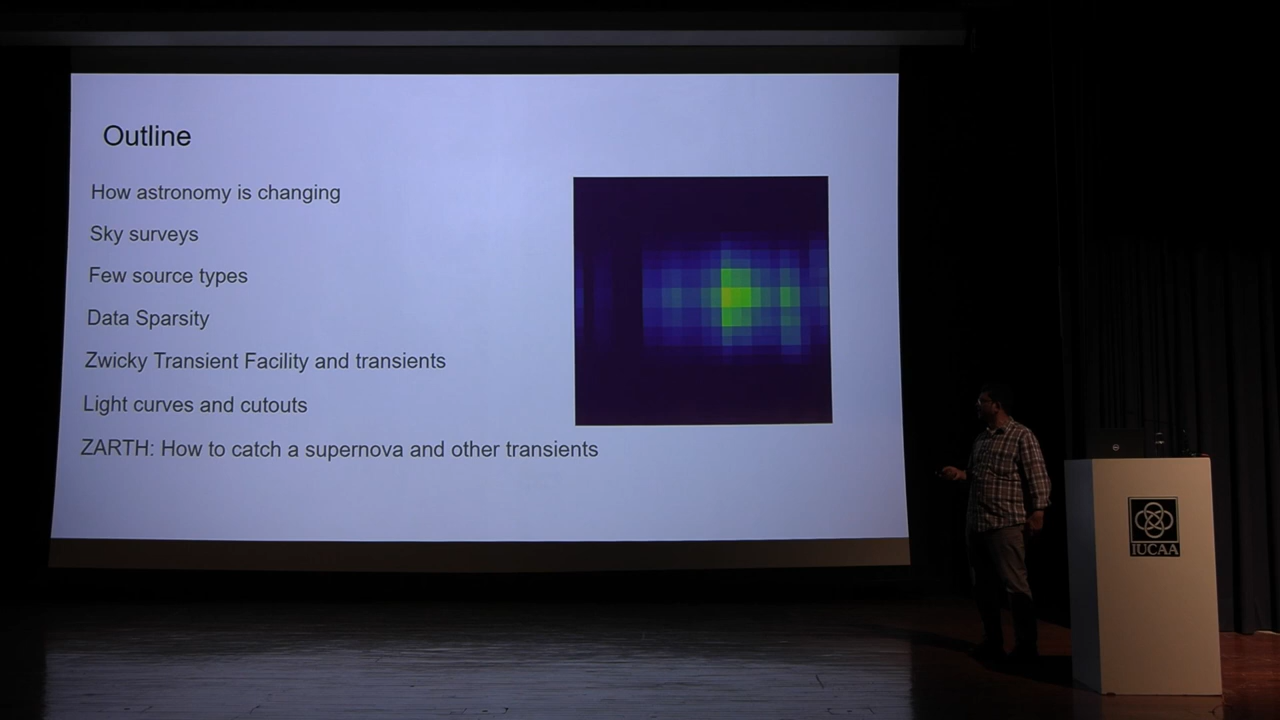 Outline
How astronomy is changing
Sky surveys
Few source types
Data Sparsity
Zwicky Transient Facility and transients
Light curves and cutouts
ZARTH: How to catch a supernova and other transients
IUCAA